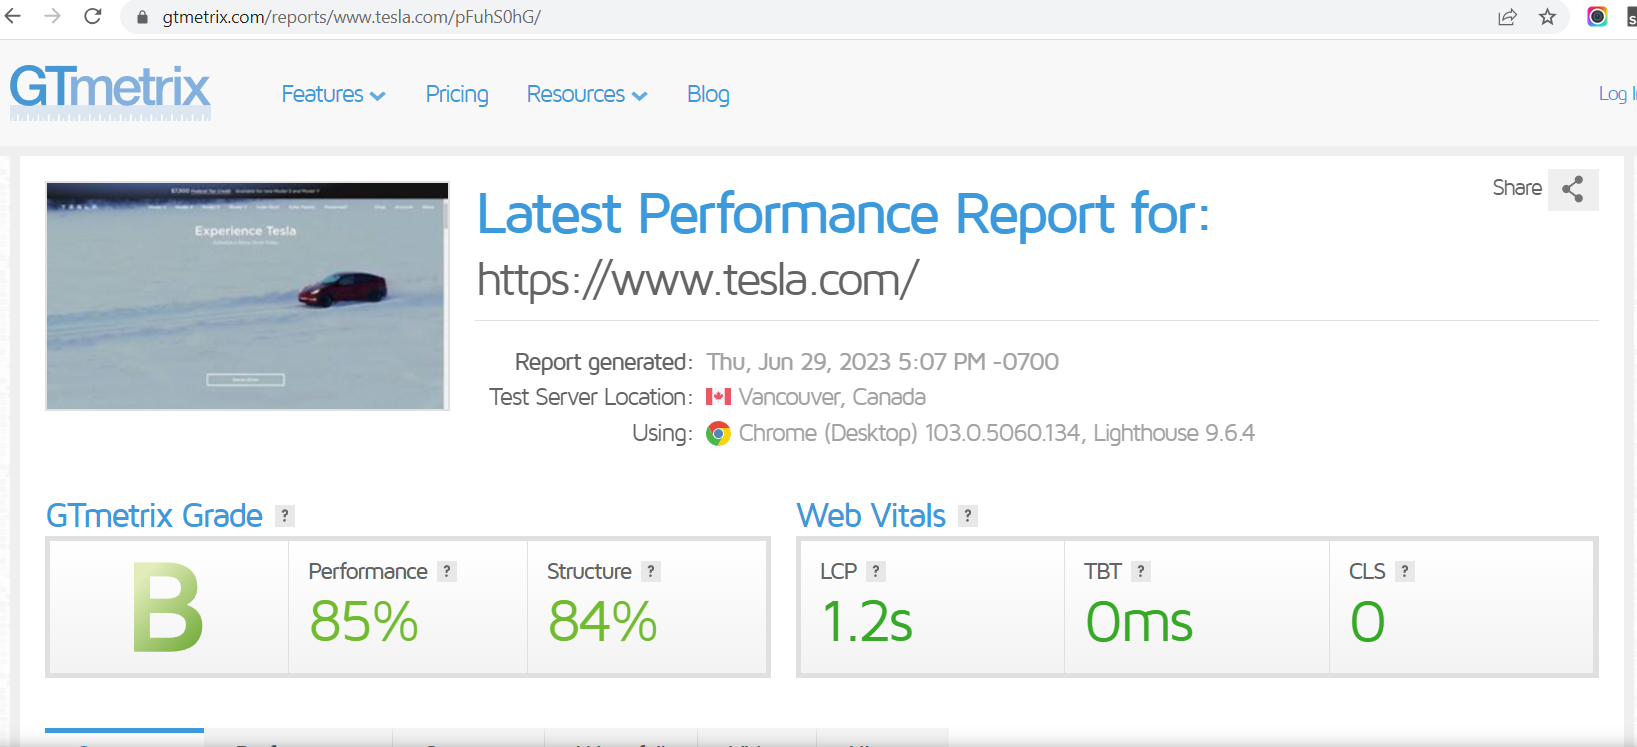 gtmetrix.com/reports/www.tesla.com/pFuhS0hG/
GTmetrix
Features
Pricing
Resources
Blog
Log
Experience Tesla
Latest Performance Report for:
https://www.tesla.com/
Share
Report generated: Thu, Jun 29, 2023 5:07 PM -0700
Test Server Location: Vancouver, Canada
Using: Chrome (Desktop) 103.0.5060.134, Lighthouse 9.6.4
GTmetrix Grade ?
B
Performance ?
85%
Structure ?
84%
Web Vitals ?
LCP ?
1.2s
TBT ?
0ms
CLS ?
0